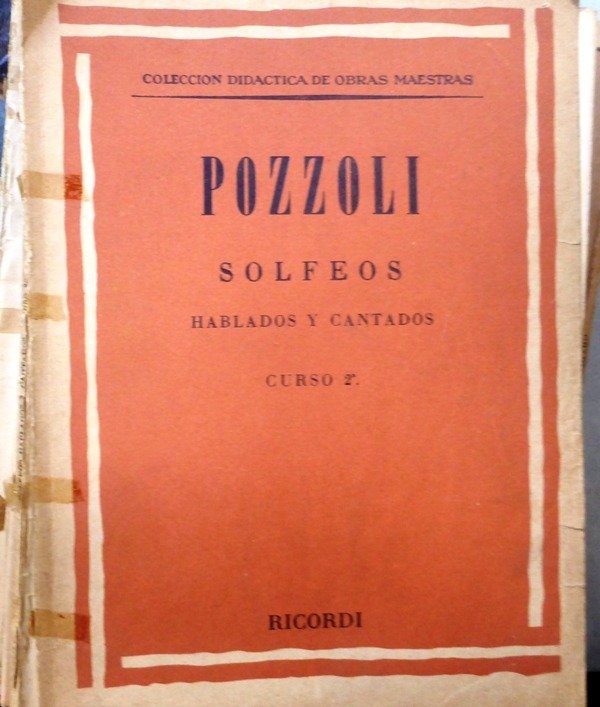 COLECCION DIDACTICA DE OBRAS MAESTRAS
POZZOLI
SOLFEOS
HABLADOS Y CANTADOS
CURSO 2º.
RICORDI